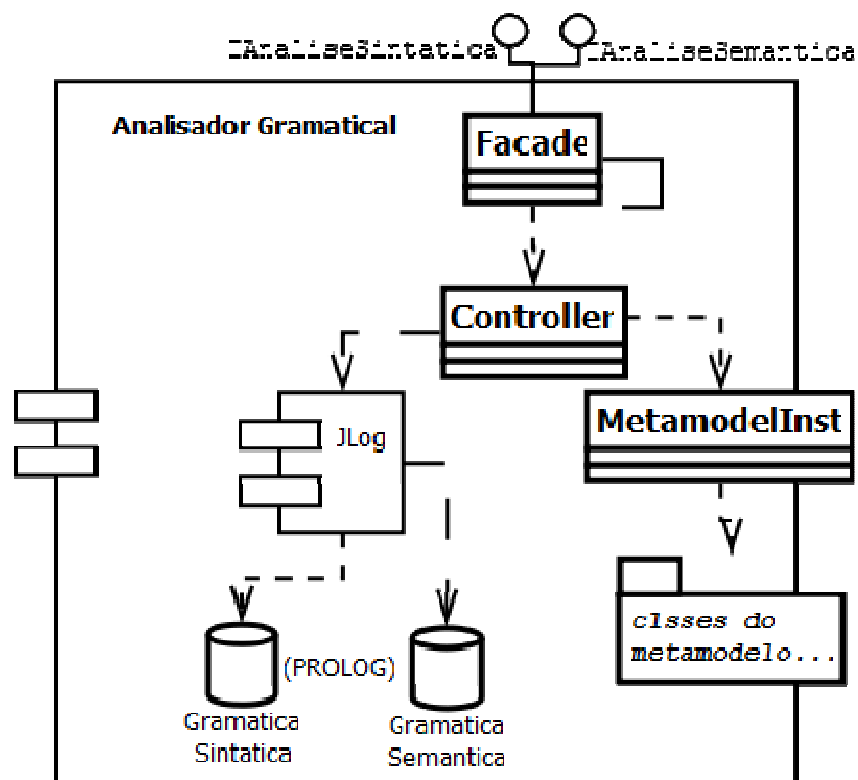 IAnaliseSintatica
IAnaliseSemantica
Analisador Gramatical
Facade
Controller
JLog
MetamodelInst
clsses do
metamodelo...
(PROLOG)
Gramatica
Sintatica
Gramatica
Semantica